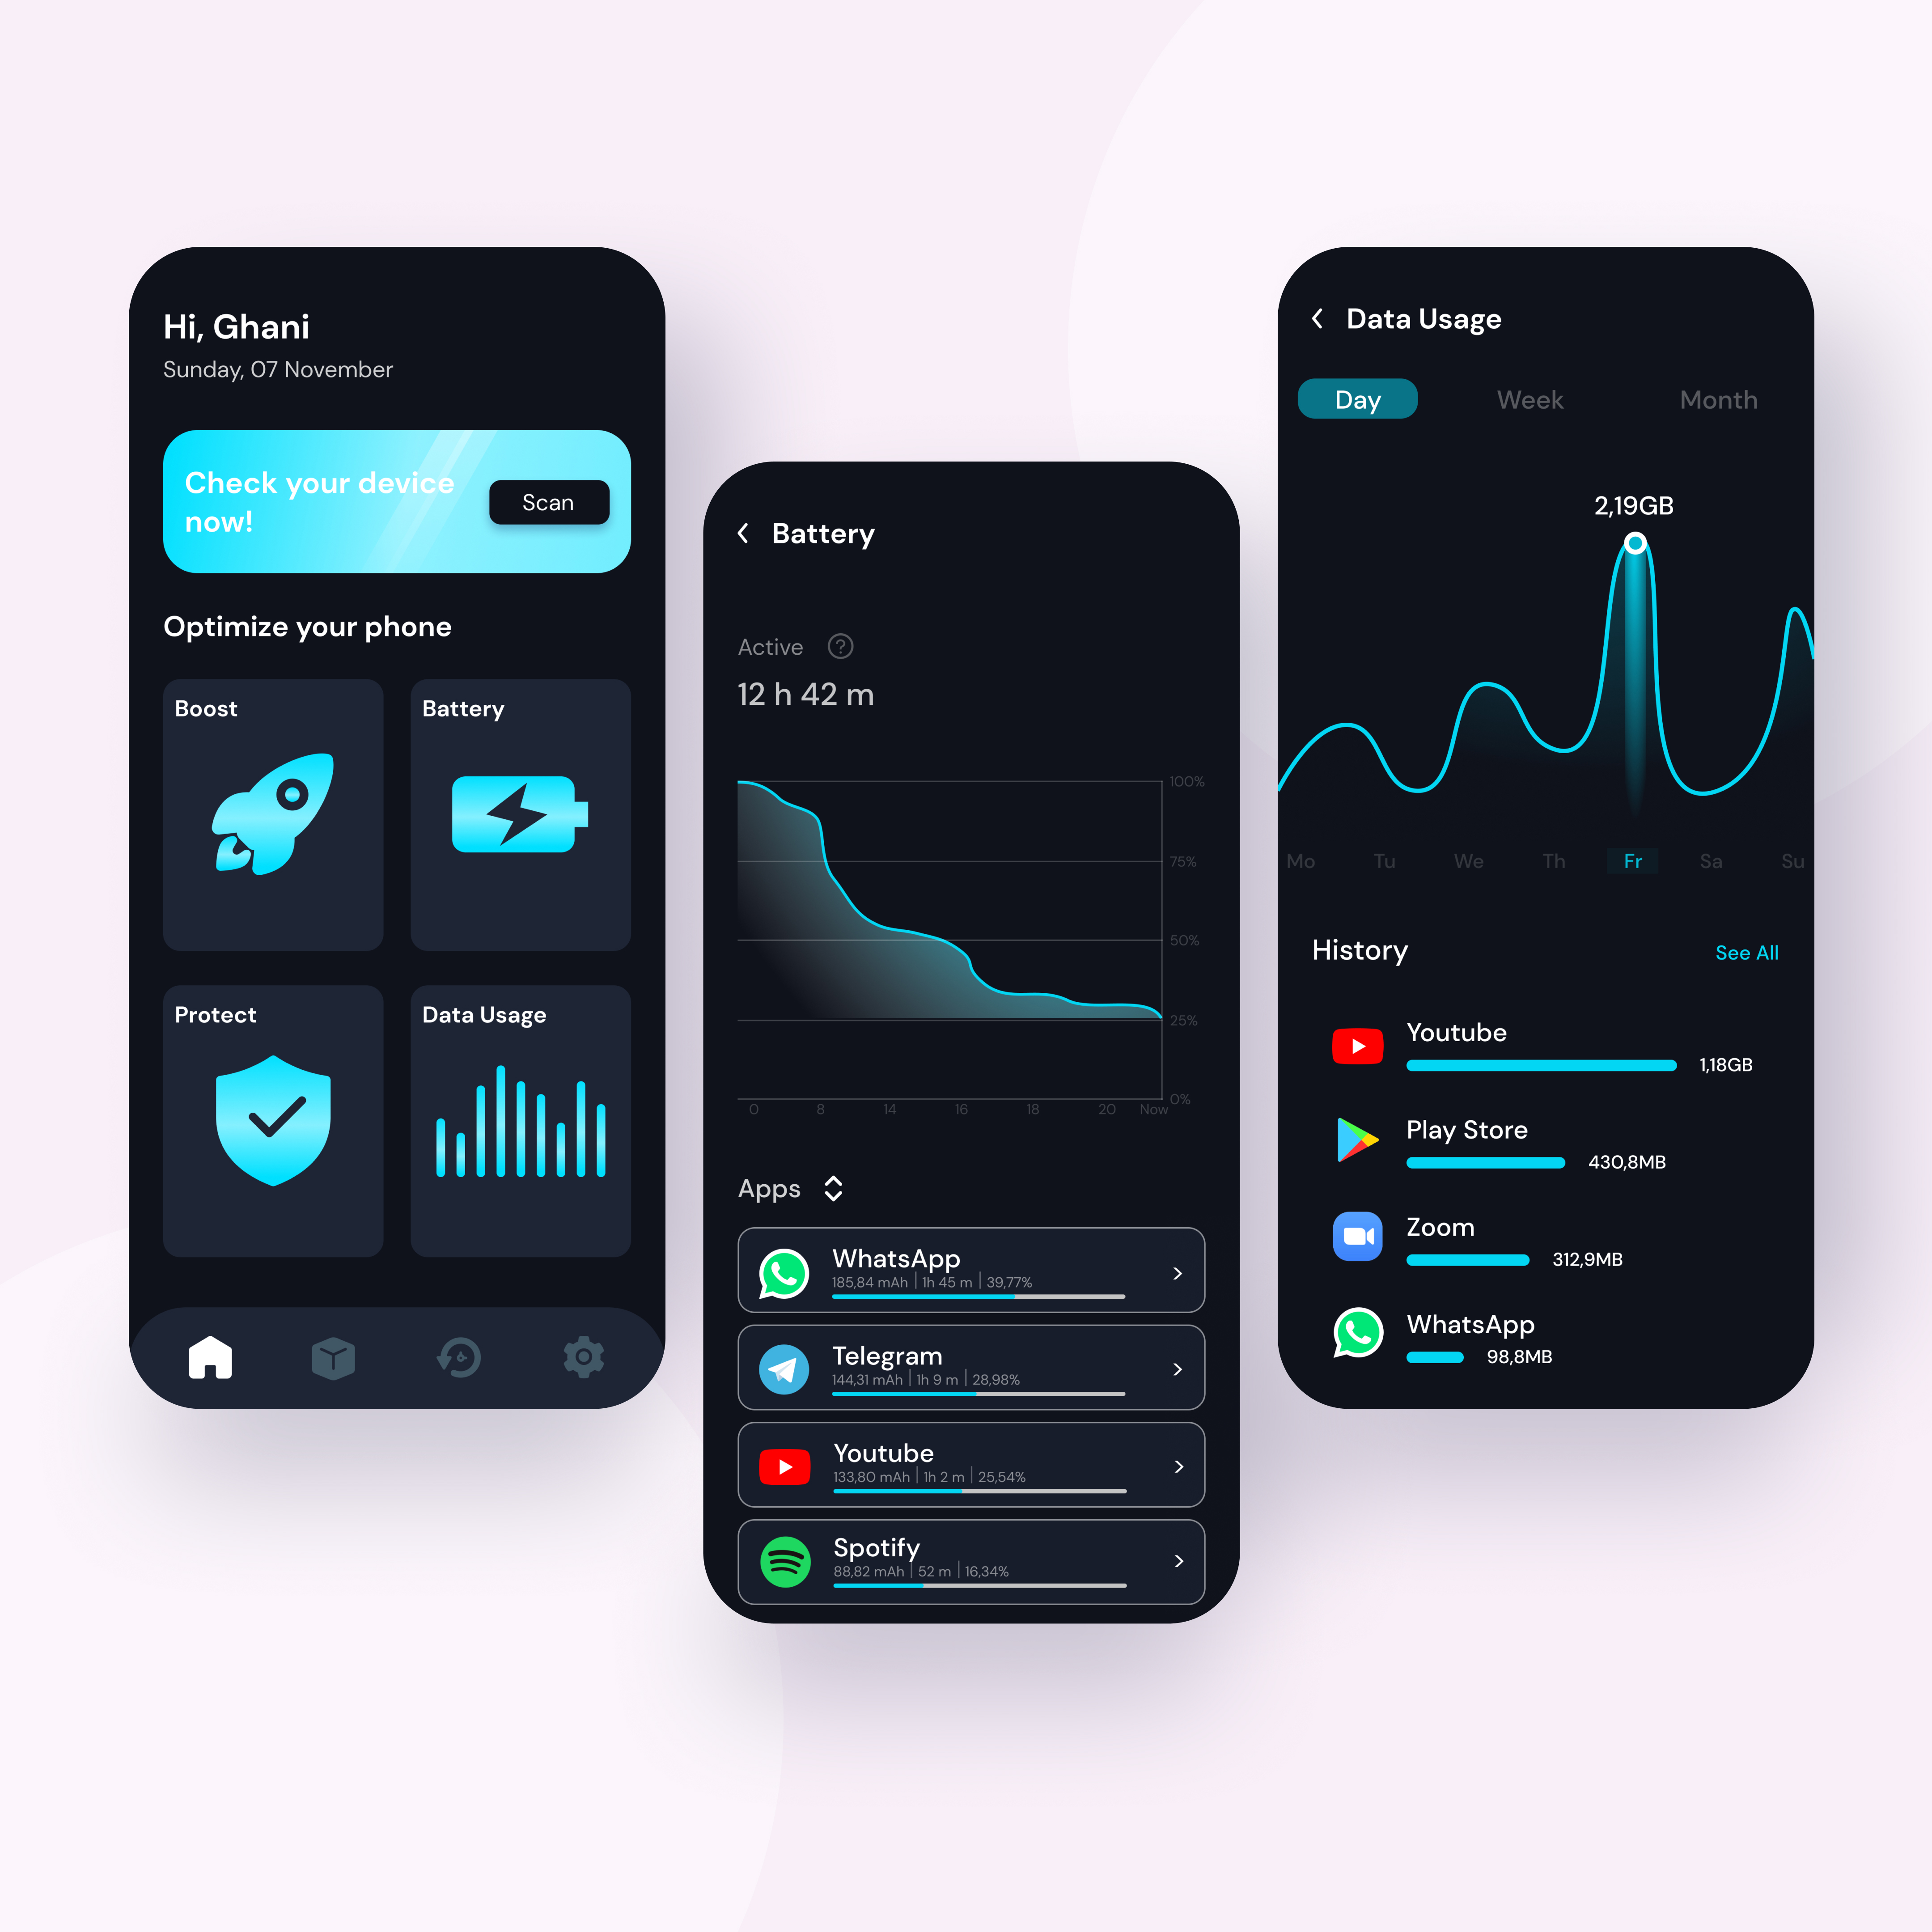 Hi, Ghani
Sunday, 07 November
Check your device
now!
Scan
Optimize your phone
Boost
Battery
Protect
Data Usage
Battery
Active
?
12 h 42 m
100%
75%
50%
25%
0%
0 8 14 16 18 20 Now
Apps
WhatsApp
185,84 mAh | 1h 45 m | 39,77%
Telegram
144,31 mAh | 1h 9 m | 28,98%
Youtube
133,80 mAh | 1h 2 m | 25,54%
Spotify
88,82 mAh | 52 m | 16,34%
Data Usage
Day Week Month
2,19GB
Mo Tu We Th Fr Sa Su
History See All
Youtube
1,18GB
Play Store
430,8MB
Zoom
312,9MB
WhatsApp
98,8MB